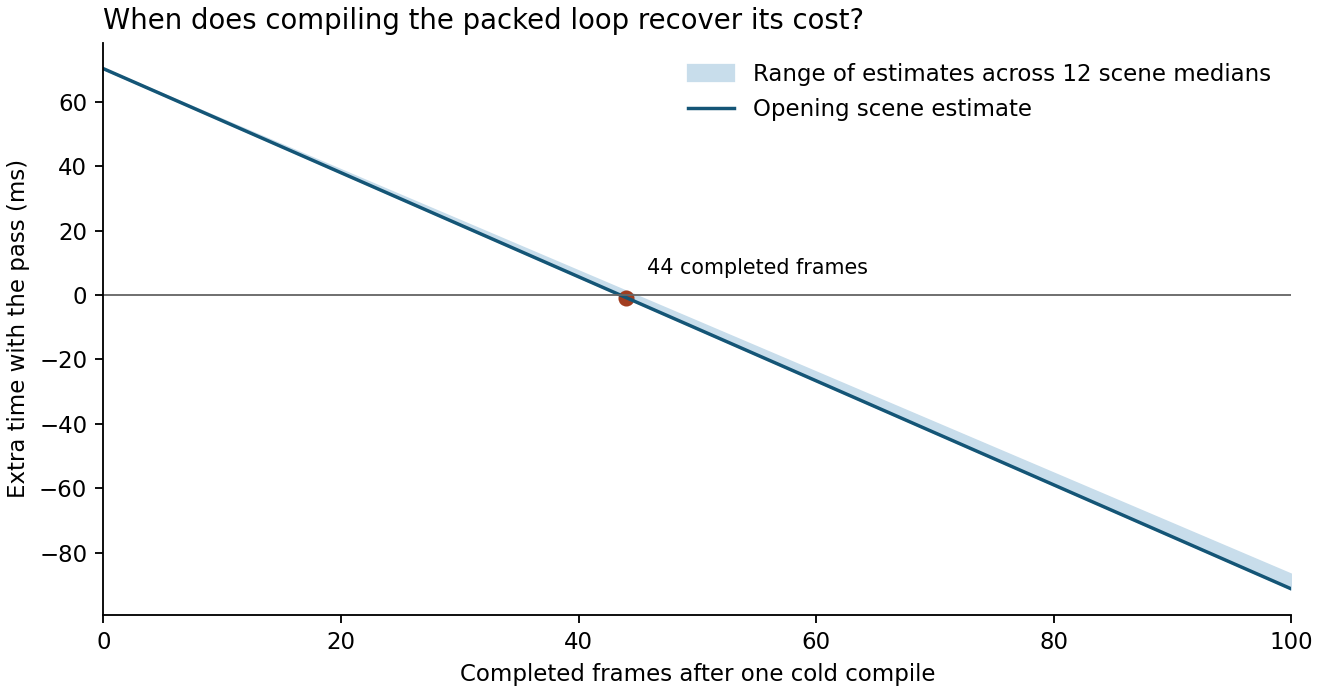 When does compiling the packed loop recover its cost?
Range of estimates across 12 scene medians
Opening scene estimate
Extra time with the pass (ms)
60
40
20
0
−20
−40
−60
−80
44 completed frames
0 20 40 60 80 100
Completed frames after one cold compile